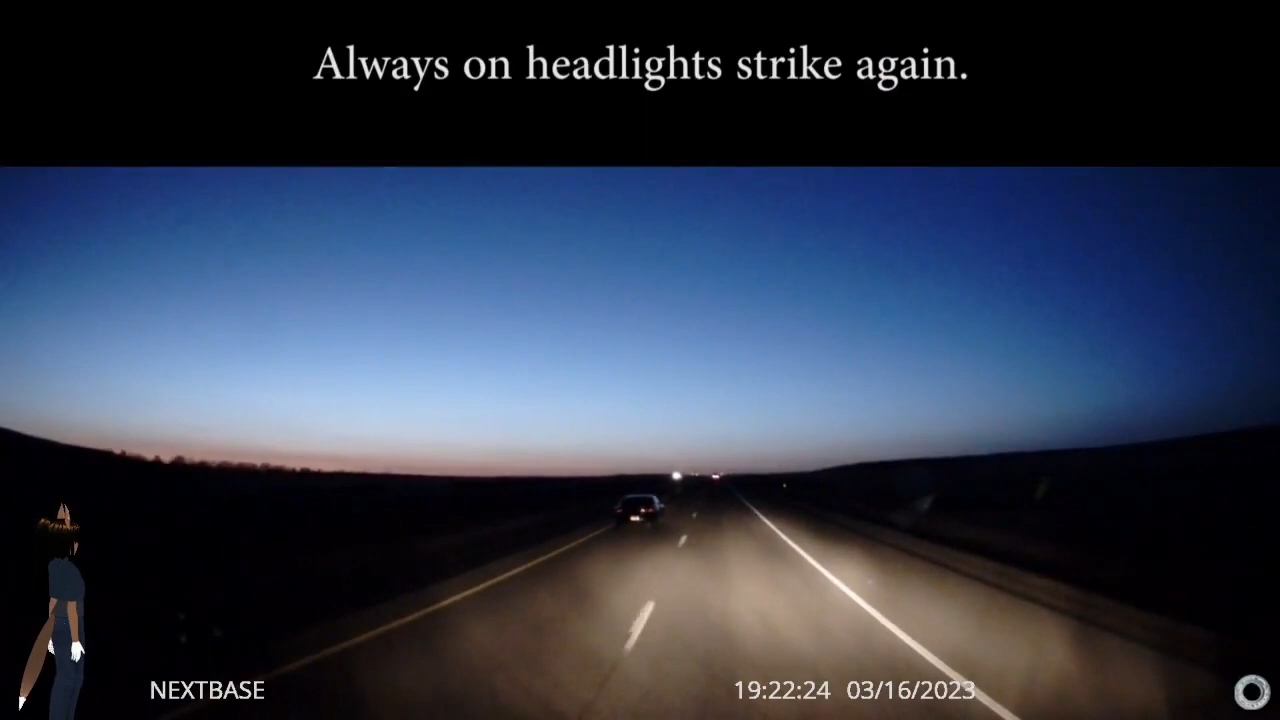 Always on headlights strike again.
NEXTBASE 19:22:24 03/16/2023